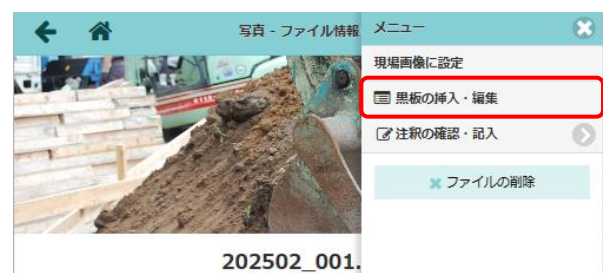 写真 - ファイル情報
メニュー
現場画像に設定
黒板の挿入・編集
注釈の確認・記入
ファイルの削除
202502_001.